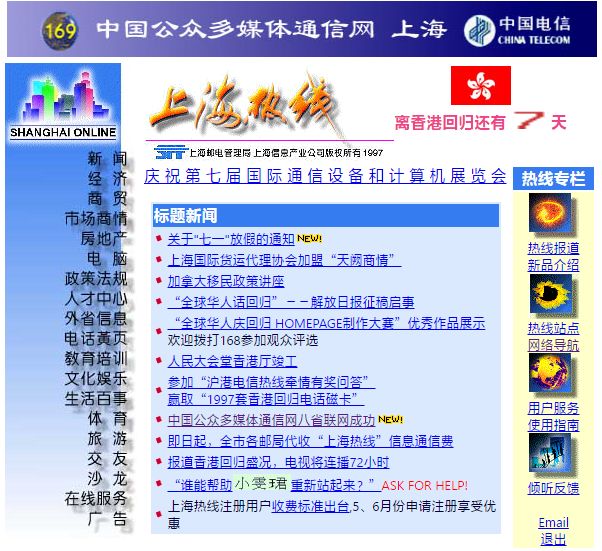 169 中国公众多媒体通信网 上海
中国电信
CHINA TELECOM
SHANGHAI ONLINE
上海热线
离香港回归还有 7 天
上海邮电管理局 上海信息产业公司版权所有 1997
庆祝第七届国际通信设备和计算机展览会
新 闻
经 济
商 贸
市场商情
房地产
电 脑
政策法规
人才中心
外省信息
电话黃页
教育培训
文化娱乐
生活百事
体 育
旅 游
交 友
沙 龙
在线服务
广 告
标题新闻
关于"七一"放假的通知 NEW!
上海国际货运代理协会加盟“天网商情”
加拿大移民政策讲座
“全球华人话回归”－－解放日报征稿启事
“全球华人庆回归 HOMEPAGE制作大赛”优秀作品展示
欢迎拨打168参加观众评选
人民大会堂香港厅竣工
参加“沪港电信热线牵情有奖问答”
赢取“1997套香港回归电话磁卡”
中国公众多媒体通信网八省联网成功 NEW!
即日起，全市各邮局代收“上海热线”信息通信费
报道香港回归盛况，电视将连播72小时
“谁能帮助 小雯珺 重新站起来？” ASK FOR HELP!
上海热线注册用户收费标准出台,5、6月份申请注册享受优
惠
热线专栏
热线报道
新品介绍
热线站点
网络导航
用户服务
使用指南
倾听反馈
Email
退出